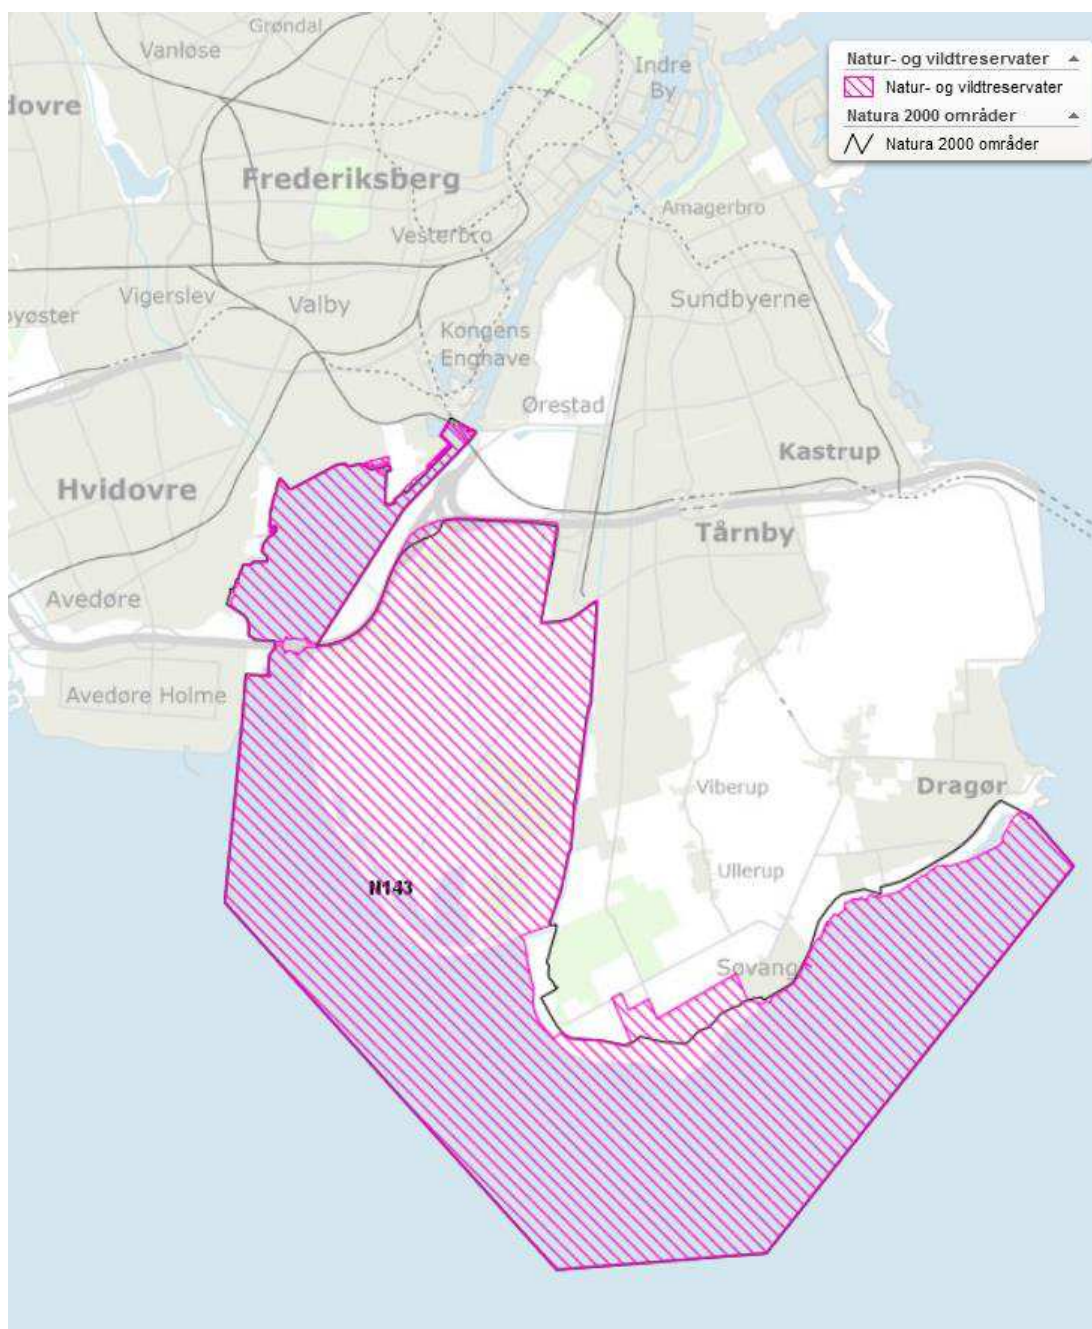 Grøndal
Vanløse
Indre
By
dovre
Natur- og vildtreservater
Natur- og vildtreservater
Natura 2000 områder
Natura 2000 områder
Frederiksberg
Amagerbro
Vesterbro
Vigerslev
Valby
Sundbyerne
byøster
Kongens
Enghave
Ørestad
Kastrup
Hvidovre
Tårnby
Avedøre
Avedøre Holme
Viberup
Dragør
Ullerup
N143
Søvang